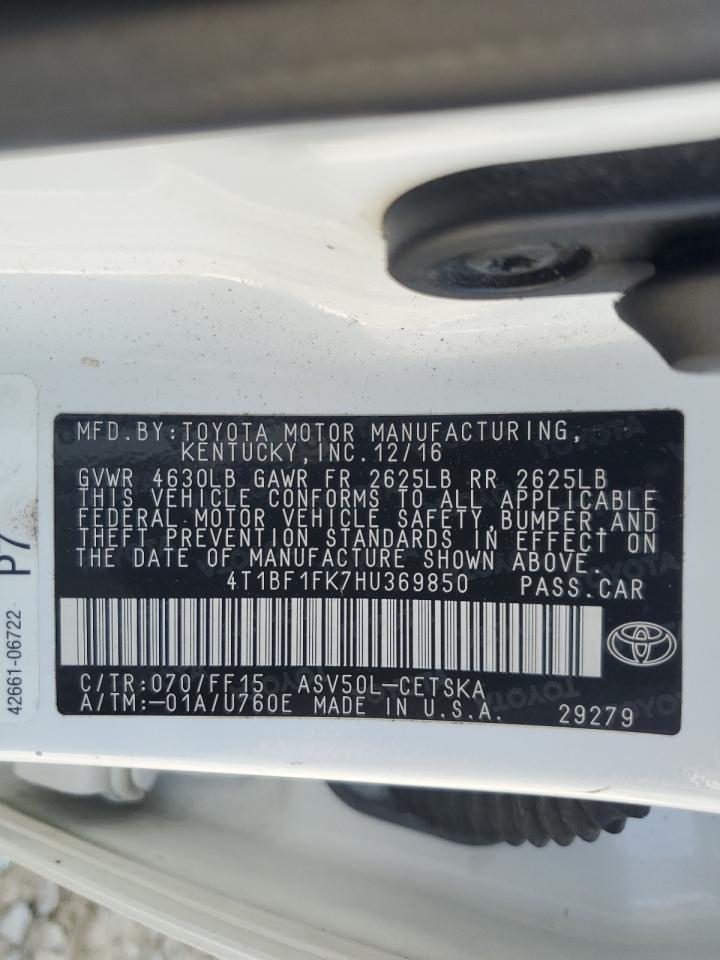 MFD.BY:TOYOTA MOTOR MANUFACTURING,
KENTUCKY,INC.12/16
GVWR 4630LB GAWR FR 2625LB RR 2625LB
THIS VEHICLE CONFORMS TO ALL APPLICABLE
FEDERAL MOTOR VEHICLE SAFETY,BUMPER,AND
THEFT PREVENTION STANDARDS IN EFFECT
THE DATE OF MANUFACTURE SHOWN ABOVE.
4T1BF1FK7HU369850 PASS.CAR
C/TR:070/FF15 ASV50L-CETSKA
A/TM:-01A/U760E MADE IN U.S.A. 29279
P7
42661-06722